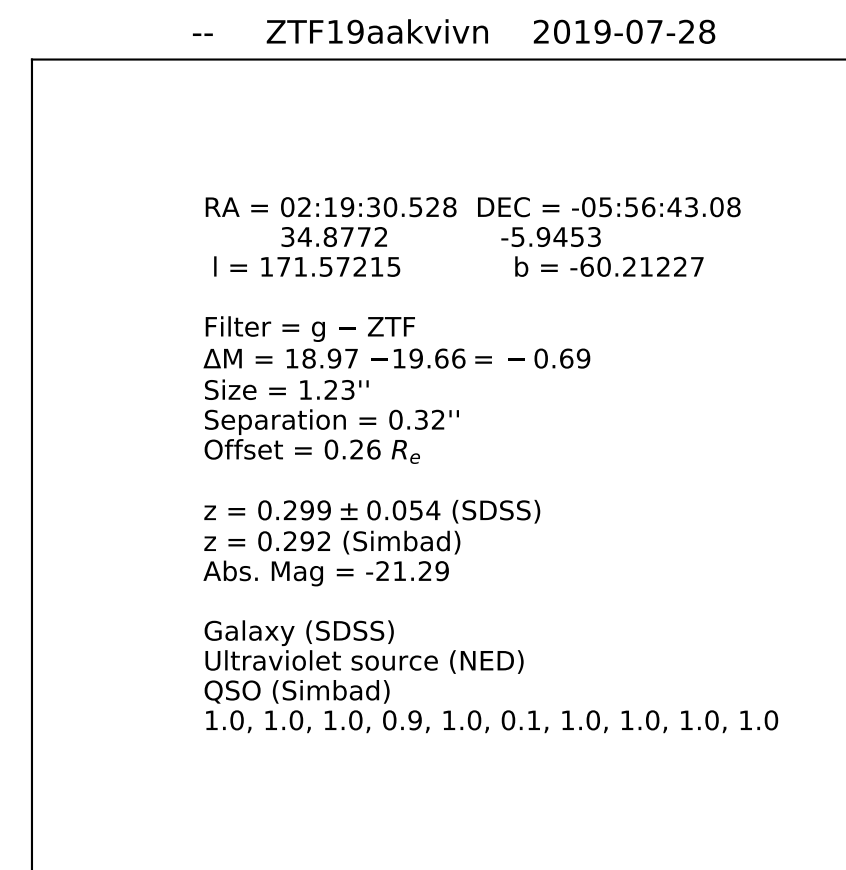 -- ZTF19aakvivn 2019-07-28
RA = 02:19:30.528 DEC = -05:56:43.08
34.8772 -5.9453
l = 171.57215 b = -60.21227
Filter = g − ZTF
ΔM = 18.97 −19.66 = − 0.69
Size = 1.23''
Separation = 0.32''
Offset = 0.26 Rₑ
z = 0.299 ± 0.054 (SDSS)
z = 0.292 (Simbad)
Abs. Mag = -21.29
Galaxy (SDSS)
Ultraviolet source (NED)
QSO (Simbad)
1.0, 1.0, 1.0, 0.9, 1.0, 0.1, 1.0, 1.0, 1.0, 1.0